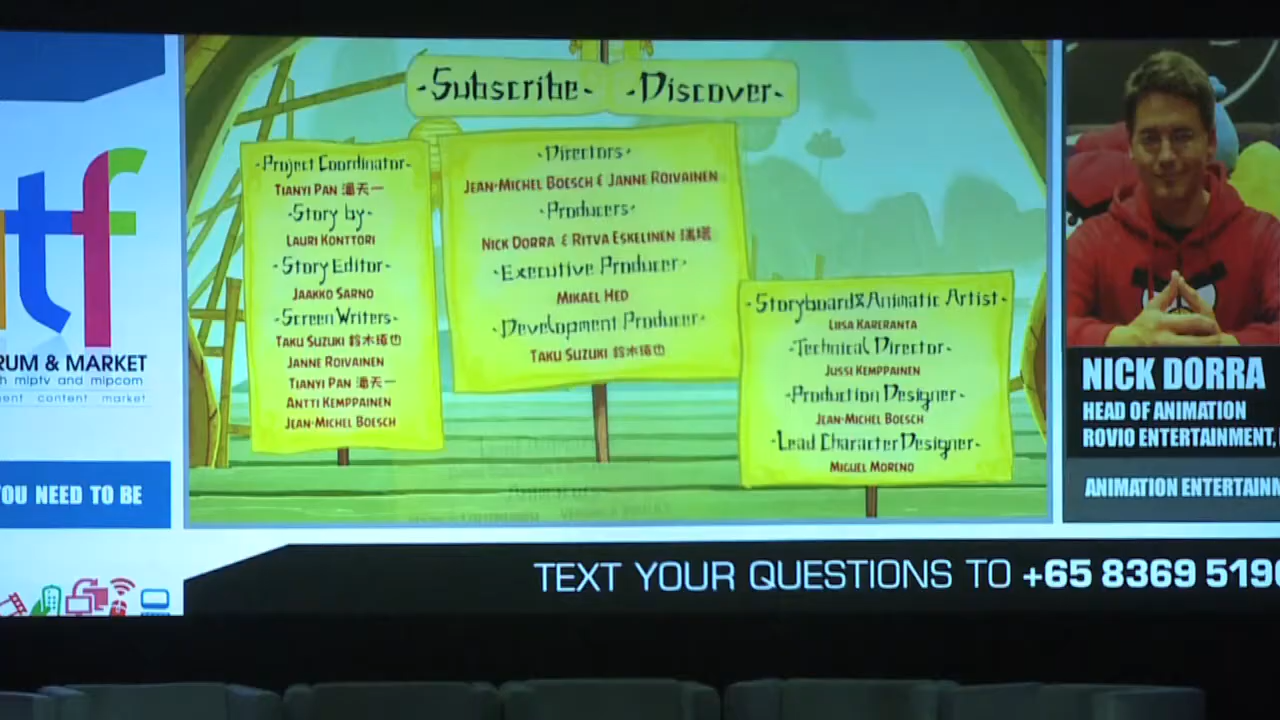 tf
RUM & MARKET
h miptv and mipcom
ent content market
YOU NEED TO BE
-Subscribe- -Discover-
-Project Coordinator-
TIANYI PAN 潘天一
-Story by-
LAURI KONTTORI
-Story Editor-
JAAKKO SARNO
-Screen Writers-
TAKU SUZUKI 鈴木琢也
JANNE ROIVAINEN
TIANYI PAN 潘天一
ANTTI KEMPPAINEN
JEAN-MICHEL BOESCH
-Directors-
JEAN-MICHEL BOESCH & JANNE ROIVAINEN
-Producers-
NICK DORRA & RITVA ESKELINEN 瑞塔
-Executive Producer-
MIKAEL HED
-Development Producer-
TAKU SUZUKI 鈴木琢也
-Storyboard&Animatic Artist-
LIISA KARERANTA
-Technical Director-
JUSSI KEMPPAINEN
-Production Designer-
JEAN-MICHEL BOESCH
-Lead Character Designer-
MIGUEL MORENO
NICK DORRA
HEAD OF ANIMATION
ROVIO ENTERTAINMENT,
ANIMATION ENTERTAINM
TEXT YOUR QUESTIONS TO +65 8369 519